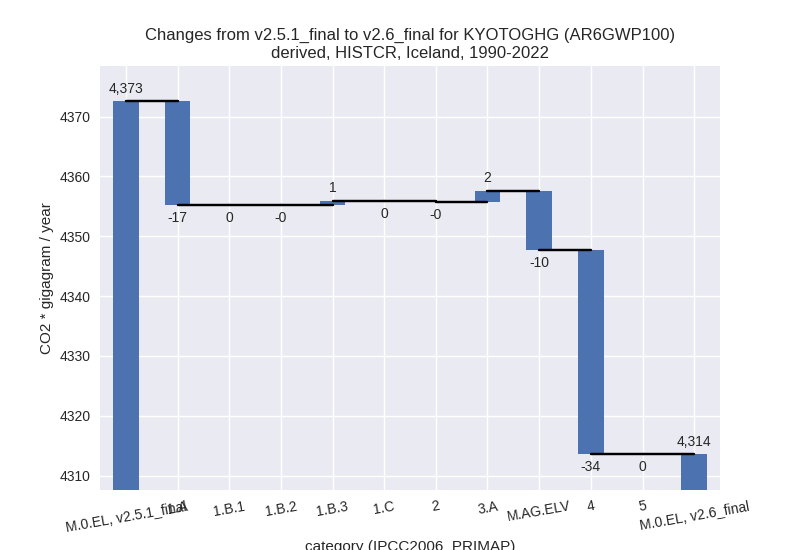 Changes from v2.5.1_final to v2.6_final for KYOTOGHG (AR6GWP100)
derived, HISTCR, Iceland, 1990-2022
CO2 * gigagram / year
4370
4360
4350
4340
4330
4320
4310
4,373
-17
0
-0
1
0
-0
2
-10
-34
0
4,314
M.0.EL, v2.5.1_final
1.A
1.B.1
1.B.2
1.B.3
1.C
2
3.A
M.AG.ELV
4
5
M.0.EL, v2.6_final
category (IPCC2006_PRIMAP)